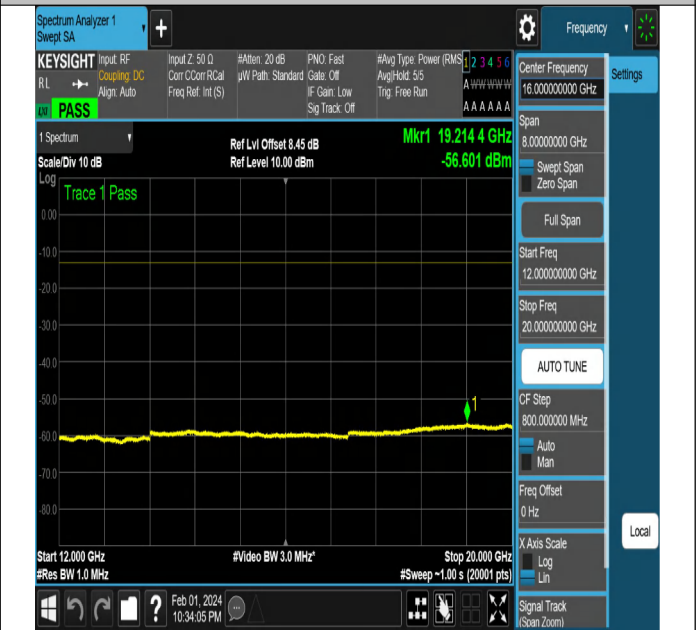 Spectrum Analyzer 1
Swept SA
Frequency
KEYSIGHT
RL
PASS
Input: RF
Coupling: DC
Align: Auto
Input Z: 50 Ω
Corr CCorr RCal
Freq Ref: Int (S)
#Atten: 20 dB
µW Path: Standard
PNO: Fast
Gate: Off
IF Gain: Low
Sig Track: Off
#Avg Type: Power (RMS
Avg|Hold: 5/5
Trig: Free Run
1 2 3 4 5 6
A W W W W W
A A A A A A
1 Spectrum
Scale/Div 10 dB
Ref Lvl Offset 8.45 dB
Ref Level 10.00 dBm
Mkr1 19.214 4 GHz
-56.601 dBm
Log
Trace 1 Pass
0.00
-10.0
-20.0
-30.0
-40.0
-50.0
-60.0
-70.0
-80.0
1
Start 12.000 GHz
#Res BW 1.0 MHz
#Video BW 3.0 MHz*
Stop 20.000 GHz
#Sweep ~1.00 s (20001 pts)
Feb 01, 2024
10:34:05 PM
Center Frequency
16.000000000 GHz
Settings
Span
8.00000000 GHz
Swept Span
Zero Span
Full Span
Start Freq
12.000000000 GHz
Stop Freq
20.000000000 GHz
AUTO TUNE
CF Step
800.000000 MHz
Auto
Man
Freq Offset
0 Hz
X Axis Scale
Log
Lin
Local
Signal Track
(Span Zoom)